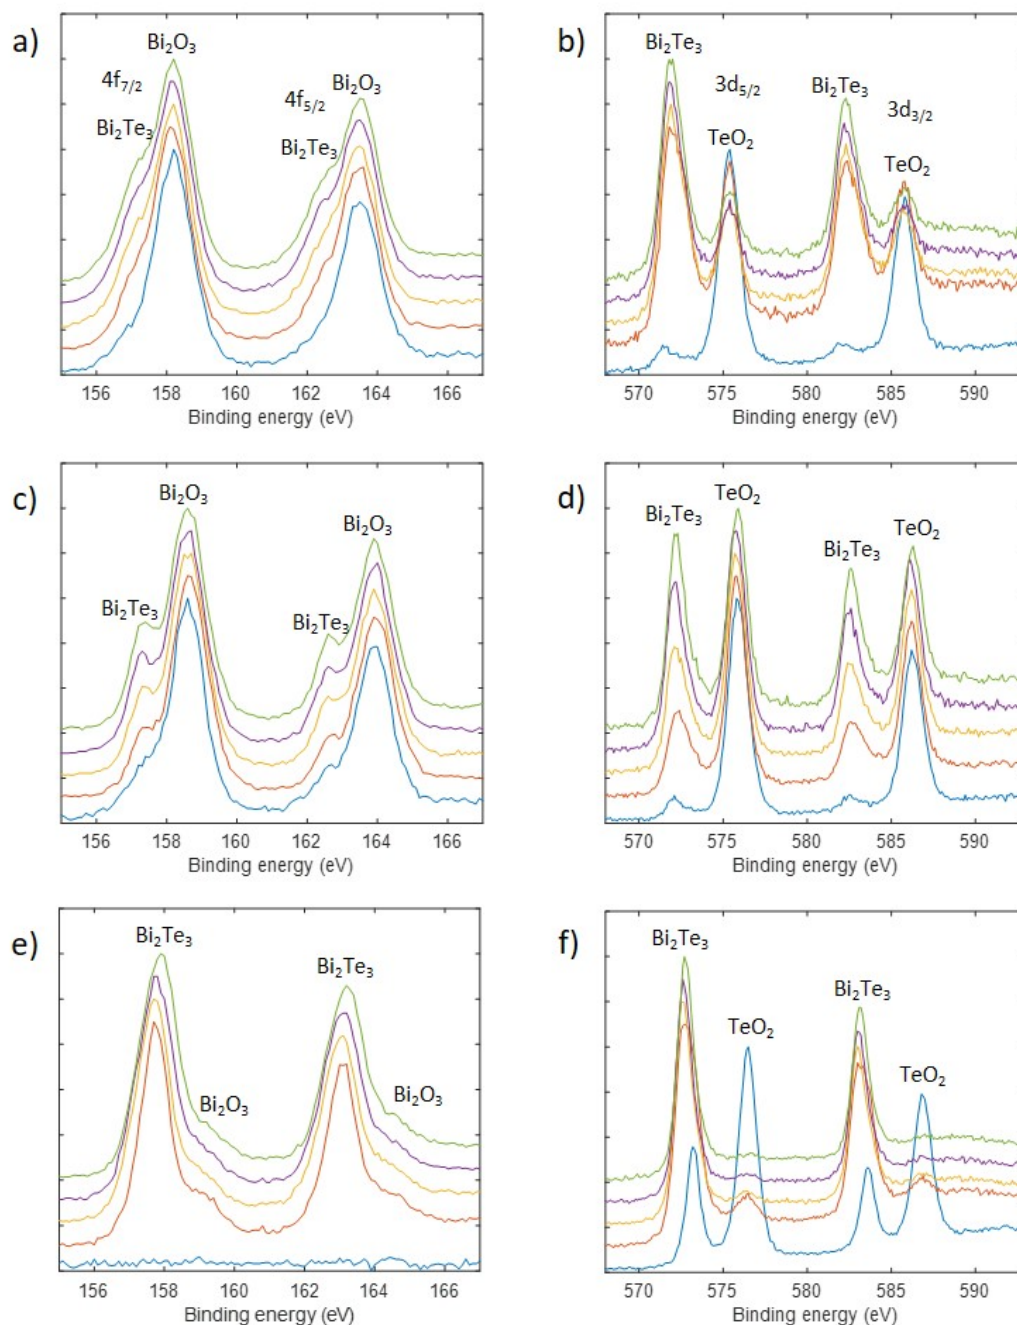 a)
Bi₂O₃
4f₇/₂
Bi₂Te₃
4f₅/₂
Bi₂O₃
Bi₂Te₃
156 158 160 162 164 166
Binding energy (eV)
b)
Bi₂Te₃
3d₅/₂
TeO₂
Bi₂Te₃
3d₃/₂
TeO₂
570 575 580 585 590
Binding energy (eV)
c)
Bi₂O₃
Bi₂Te₃
Bi₂O₃
Bi₂Te₃
156 158 160 162 164 166
Binding energy (eV)
d)
TeO₂
Bi₂Te₃
TeO₂
Bi₂Te₃
570 575 580 585 590
Binding energy (eV)
e)
Bi₂Te₃
Bi₂Te₃
Bi₂O₃
Bi₂O₃
156 158 160 162 164 166
Binding energy (eV)
f)
Bi₂Te₃
TeO₂
Bi₂Te₃
TeO₂
570 575 580 585 590
Binding energy (eV)